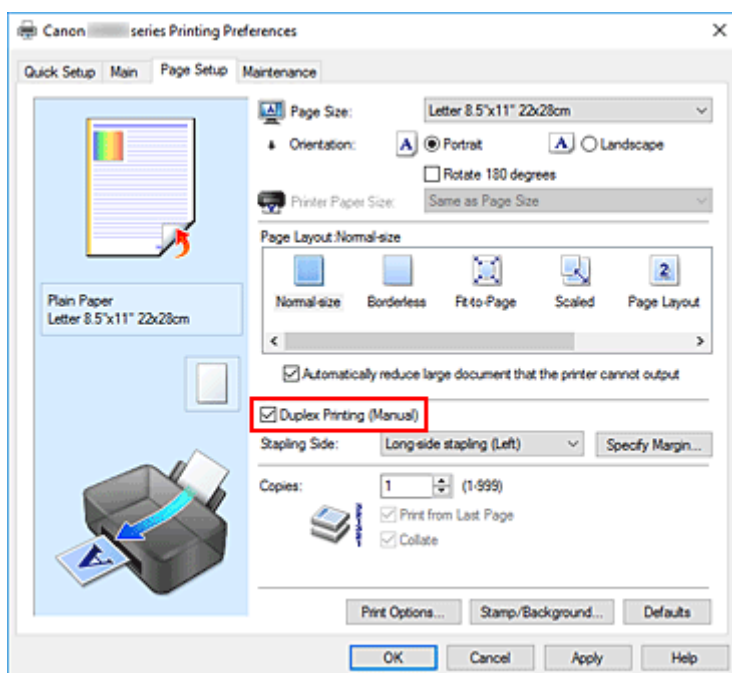 Canon series Printing Preferences
Quick Setup Main Page Setup Maintenance
Page Size: Letter 8.5"x11" 22x28cm
Orientation: A Portrait A Landscape
Rotate 180 degrees
Printer Paper Size: Same as Page Size
Page Layout:Normal-size
Normal-size Borderless Fit-to-Page Scaled Page Layout
Plain Paper
Letter 8.5"x11" 22x28cm
Automatically reduce large document that the printer cannot output
Duplex Printing (Manual)
Stapling Side: Long-side stapling (Left) Specify Margin...
Copies: 1 (1-999)
Print from Last Page
Collate
Print Options... Stamp/Background... Defaults
OK Cancel Apply Help